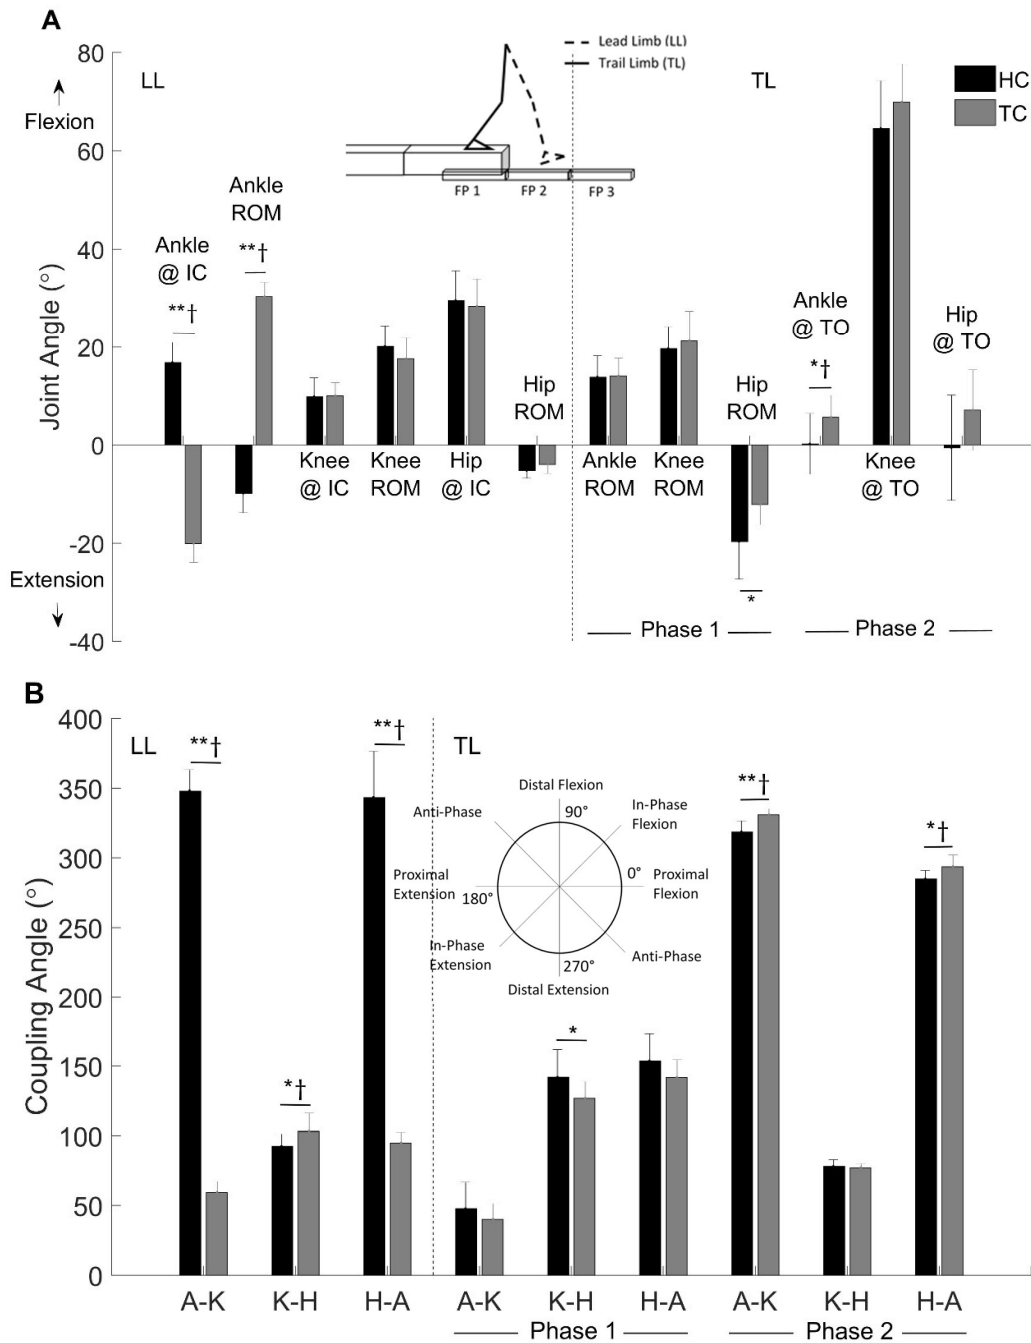 A
80
60
40
20
0
-20
-40
Joint Angle (°)
Flexion
Extension
LL
TL
Lead Limb (LL)
Trail Limb (TL)
FP 1
FP 2
FP 3
HC
TC
Ankle
@ IC
**†
Ankle
ROM
**†
Knee
@ IC
Knee
ROM
Hip
@ IC
Hip
ROM
Ankle
ROM
Knee
ROM
Hip
ROM
*
Ankle
@ TO
*†
Knee
@ TO
Hip
@ TO
Phase 1
Phase 2
B
400
350
300
250
200
150
100
50
0
Coupling Angle (°)
LL
TL
**†
*†
**†
*
**†
*†
Distal Flexion
90°
In-Phase
Flexion
0°
Proximal
Flexion
Anti-Phase
270°
Distal Extension
In-Phase
Extension
Proximal
Extension
180°
Anti-Phase
A-K
K-H
H-A
A-K
K-H
H-A
A-K
K-H
H-A
Phase 1
Phase 2